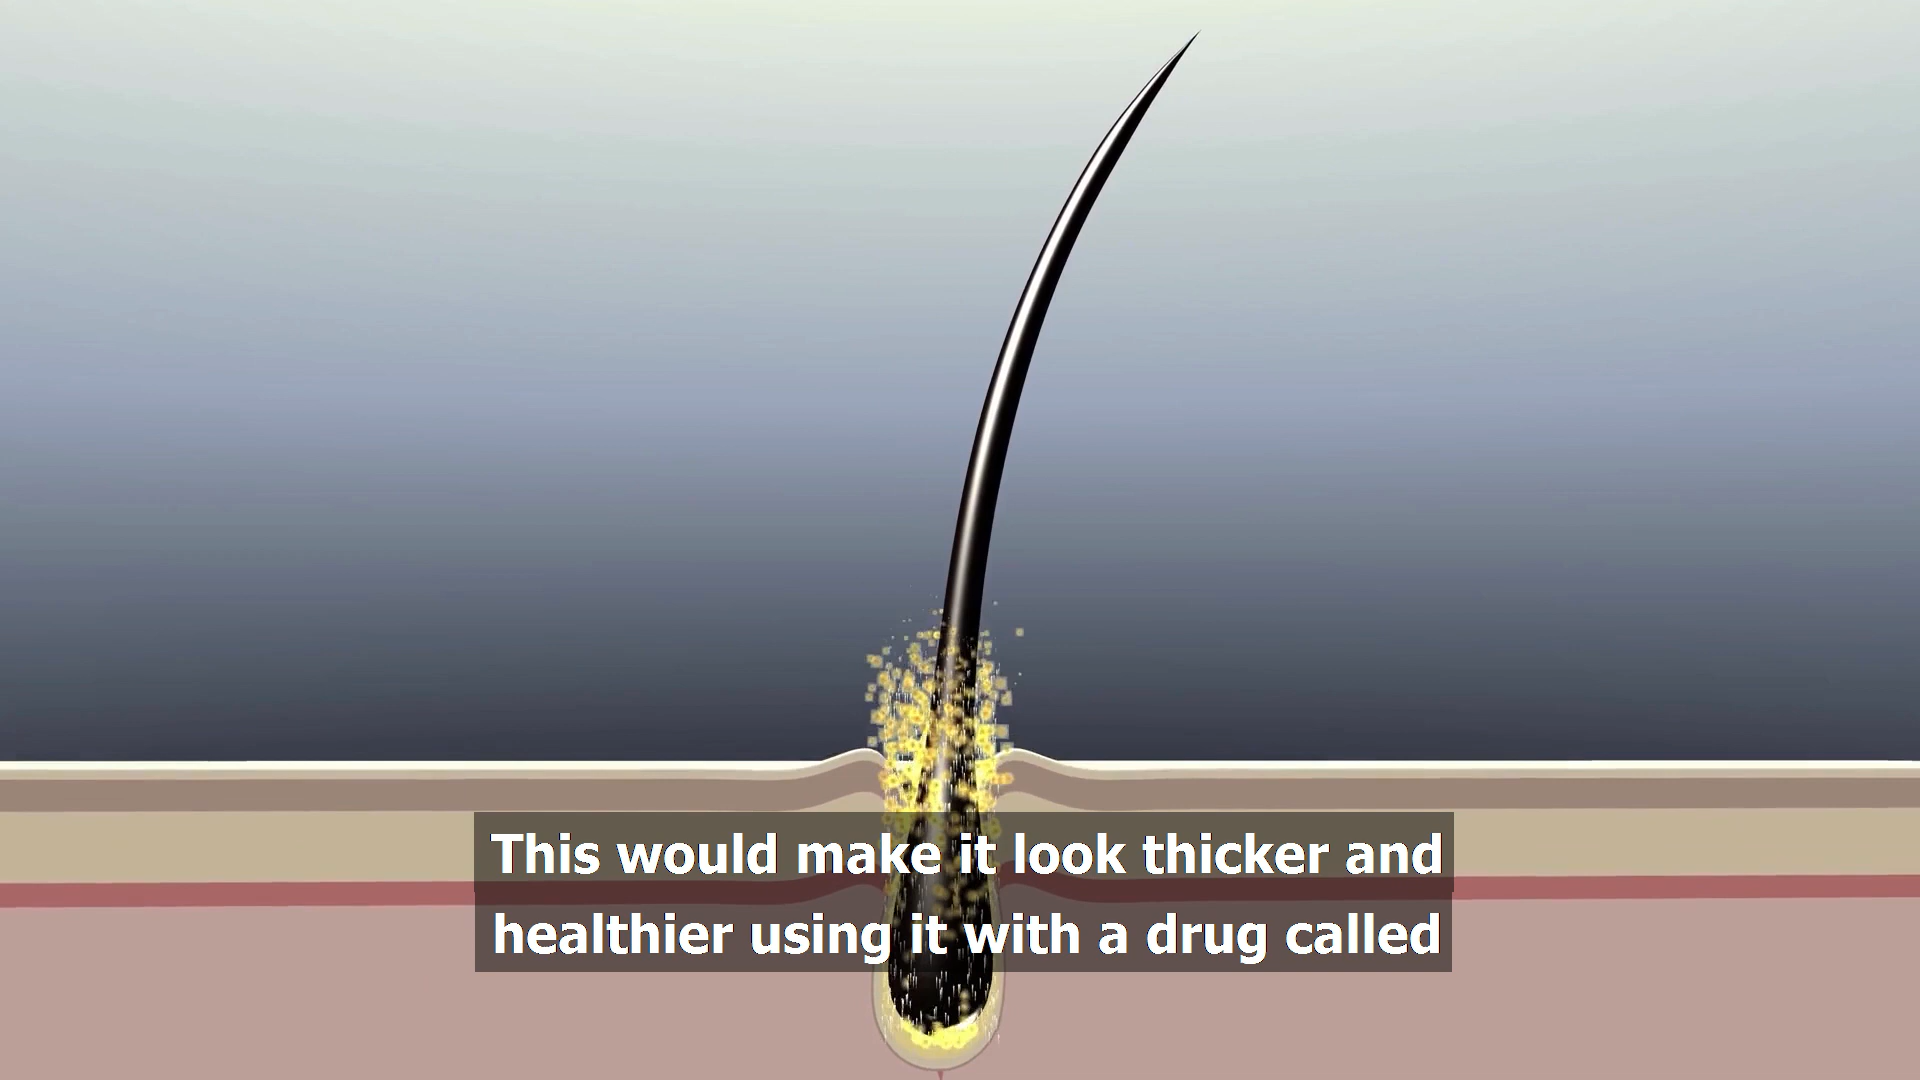 This would make it look thicker and
healthier using it with a drug called